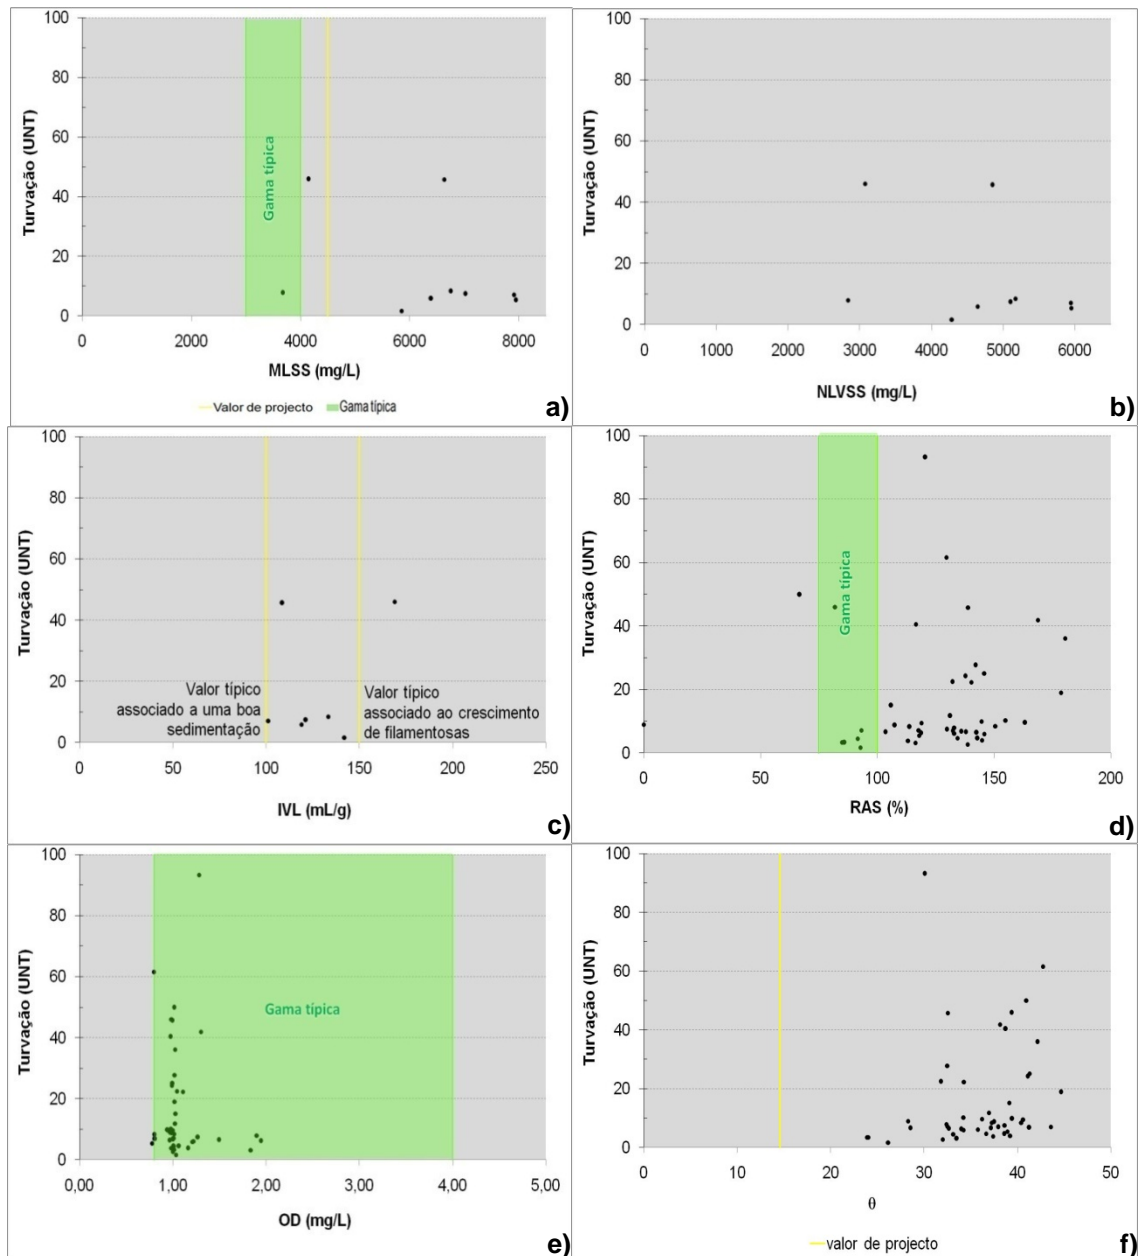 100
80
60
40
20
0
Turvação (UNT)
Gama típica
0 2000 4000 6000 8000
MLSS (mg/L)
Valor de projecto Gama típica
a)
100
80
60
40
20
0
Turvação (UNT)
0 1000 2000 3000 4000 5000 6000
NLVSS (mg/L)
b)
100
80
60
40
20
0
Turvação (UNT)
Valor típico
associado a uma boa
sedimentação
Valor típico
associado ao crescimento
de filamentosas
0 50 100 150 200 250
IVL (mL/g)
c)
100
80
60
40
20
0
Turvação (UNT)
Gama típica
0 50 100 150 200
RAS (%)
d)
100
80
60
40
20
0
Turvação (UNT)
Gama típica
0,00 1,00 2,00 3,00 4,00 5,00
OD (mg/L)
e)
100
80
60
40
20
0
Turvação (UNT)
0 10 20 30 40 50
θ
valor de projecto
f)